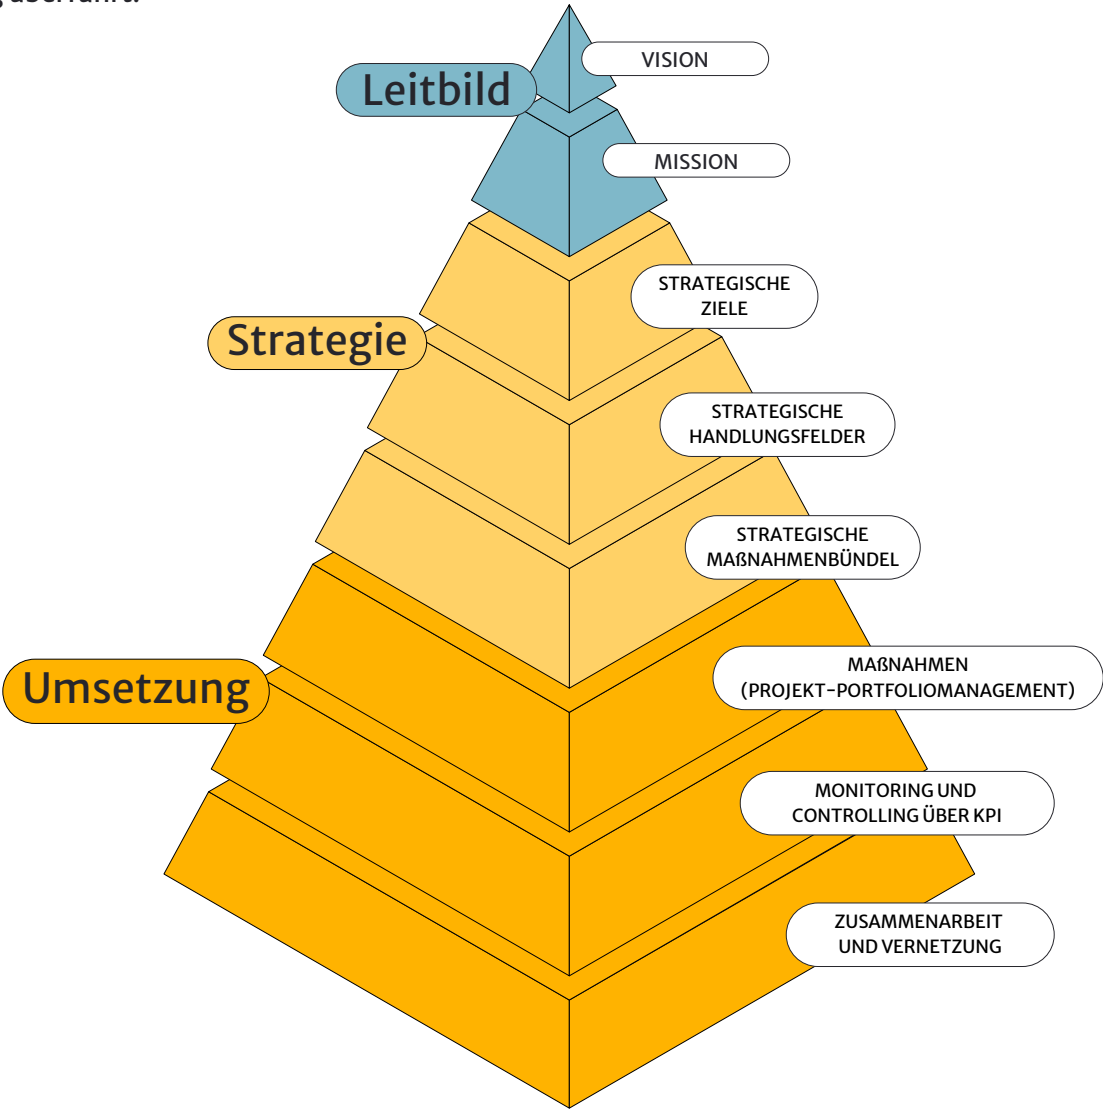 überführt.
VISION
Leitbild
MISSION
STRATEGISCHE
ZIELE
Strategie
STRATEGISCHE
HANDLUNGSFELDER
STRATEGISCHE
MAßNAHMENBÜNDEL
MAßNAHMEN
(PROJEKT-PORTFOLIOMANAGEMENT)
Umsetzung
MONITORING UND
CONTROLLING ÜBER KPI
ZUSAMMENARBEIT
UND VERNETZUNG